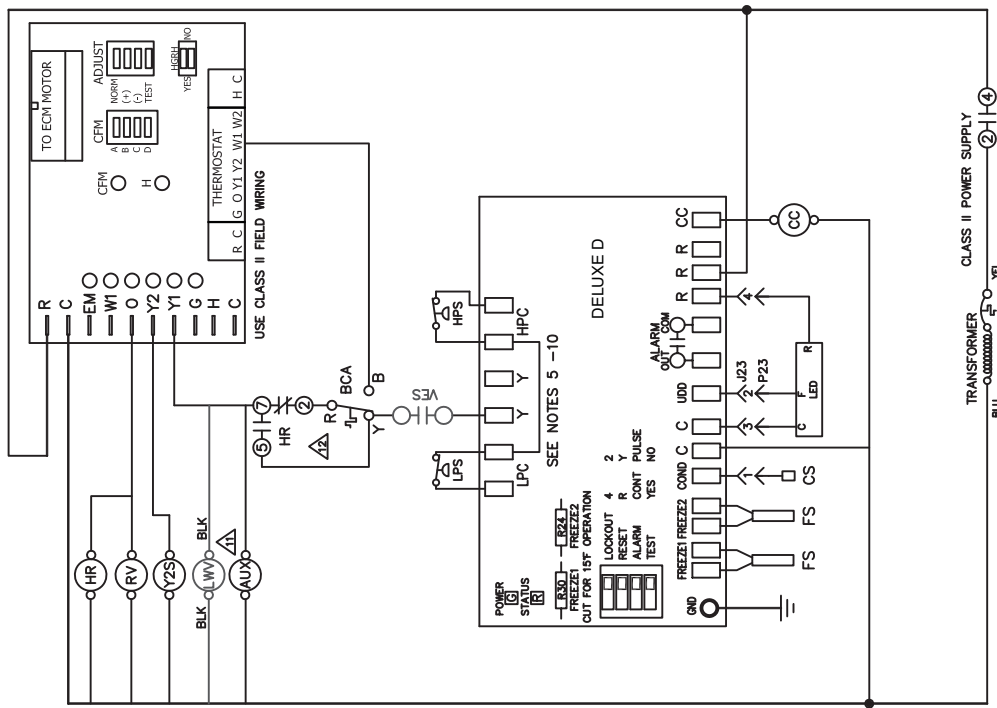 TO ECM MOTOR
ADJUST
NORM
(+)
(-)
TEST
HGRH
NO
YES
CFM
A
B
C
D
CFM
H
THERMOSTAT
R C
G O Y1 Y2 W1 W2
H C
USE CLASS II FIELD WIRING
R
C
EM
W1
O
Y2
Y1
G
H
C
HR
RV
Y2S
LWV
AUX
BLK
BLK
11
7
2
5
HR
12
R
BCA
B
Y
VES
LPS
HPS
LPC
Y
Y
HPC
SEE NOTES 5 -10
DELUXE D
POWER
G
STATUS
R
R30
FREEZE1
R24
FREEZE2
CUT FOR 15°F OPERATION
LOCKOUT 4 2
RESET R Y
ALARM CONT PULSE
TEST YES NO
GND
FREEZE1
FREEZE2
COND
C
C
UDD
ALARM
OUT
COM
R
R
R
CC
FS
FS
CS
1
3
2
4
J23
P23
C
F
R
LED
CC
CLASS II POWER SUPPLY
2
4
TRANSFORMER
YEL
BLU